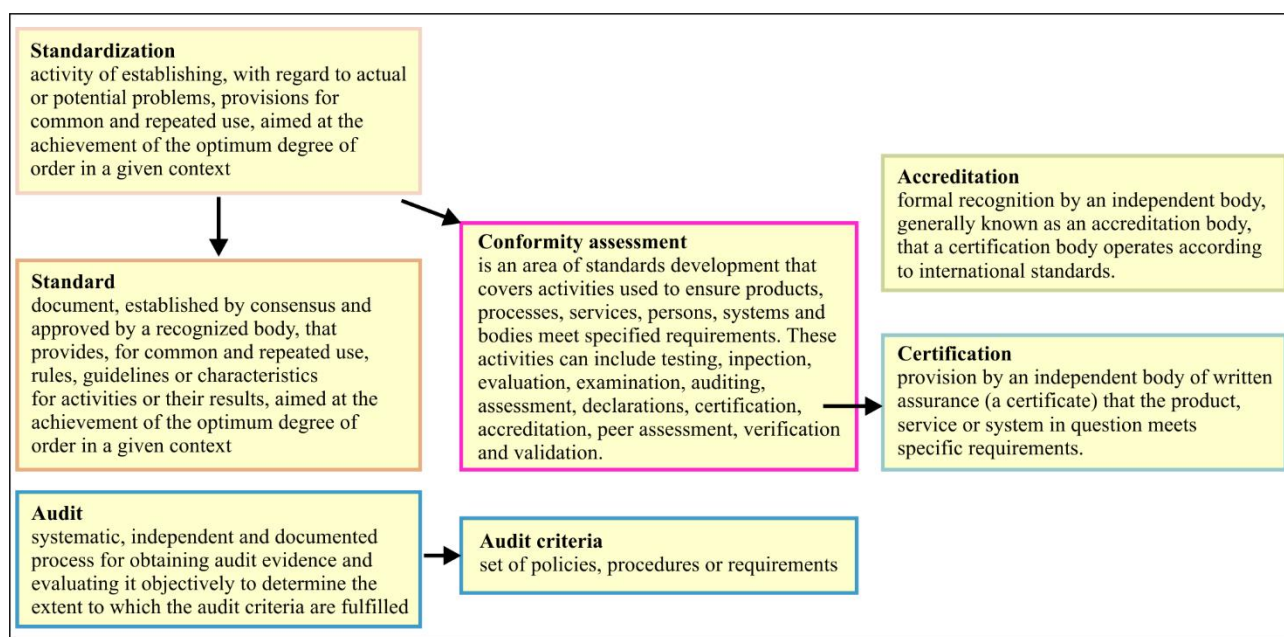 Standardization
activity of establishing, with regard to actual
or potential problems, provisions for
common and repeated use, aimed at the
achievement of the optimum degree of
order in a given context
Standard
document, established by consensus and
approved by a recognized body, that
provides, for common and repeated use,
rules, guidelines or characteristics
for activities or their results, aimed at the
achievement of the optimum degree of
order in a given context
Conformity assessment
is an area of standards development that
covers activities used to ensure products,
processes, services, persons, systems and
bodies meet specified requirements. These
activities can include testing, inpection,
evaluation, examination, auditing,
assessment, declarations, certification,
accreditation, peer assessment, verification
and validation.
Accreditation
formal recognition by an independent body,
generally known as an accreditation body,
that a certification body operates according
to international standards.
Certification
provision by an independent body of written
assurance (a certificate) that the product,
service or system in question meets
specific requirements.
Audit
systematic, independent and documented
process for obtaining audit evidence and
evaluating it objectively to determine the
extent to which the audit criteria are fulfilled
Audit criteria
set of policies, procedures or requirements